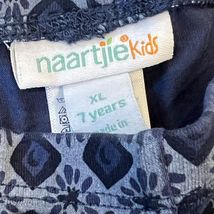 naartjie Kids
XL
7 years
made in